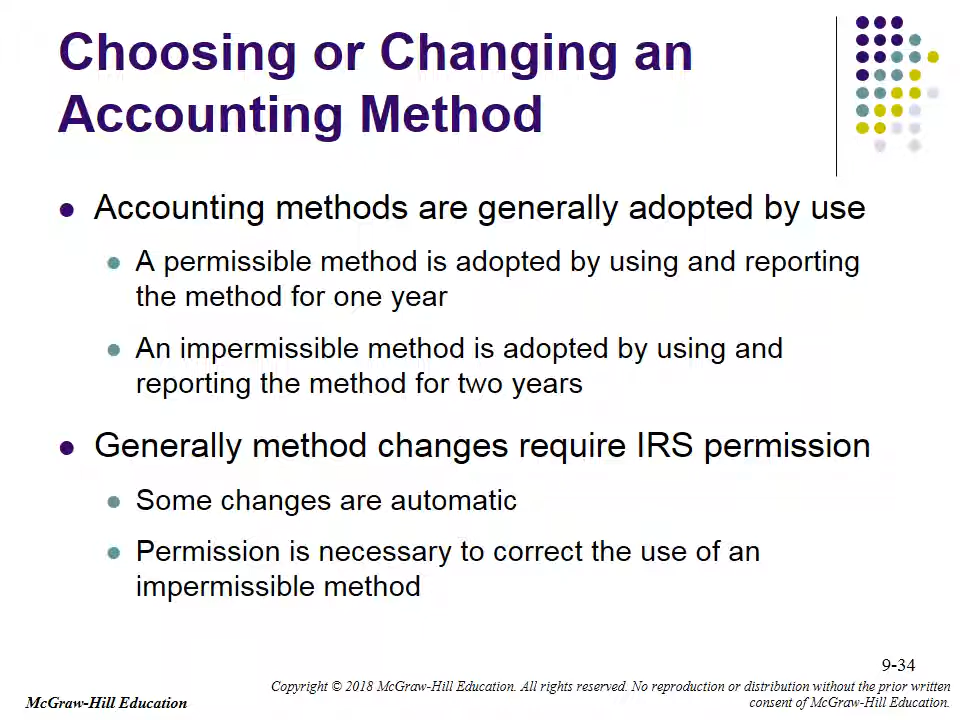 Choosing or Changing an
Accounting Method
Accounting methods are generally adopted by use
A permissible method is adopted by using and reporting
the method for one year
An impermissible method is adopted by using and
reporting the method for two years
Generally method changes require IRS permission
Some changes are automatic
Permission is necessary to correct the use of an
impermissible method
9-34
Copyright © 2018 McGraw-Hill Education. All rights reserved. No reproduction or distribution without the prior written
McGraw-Hill Education
consent of McGraw-Hill Education.